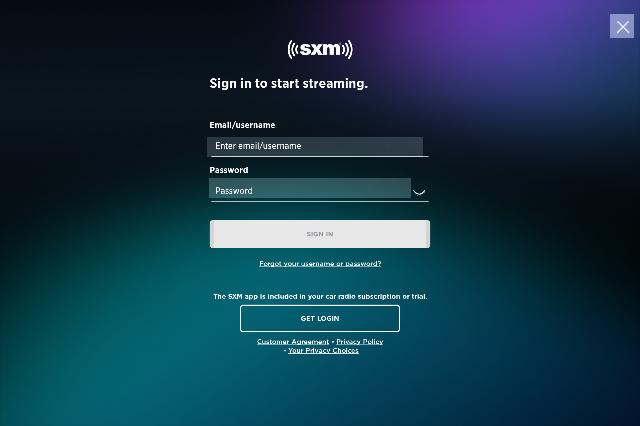 sxm
Sign in to start streaming.
Email/username
Enter email/username
Password
Password
SIGN IN
Forgot your username or password?
The SXM app is included in your car radio subscription or trial.
GET LOGIN
Customer Agreement • Privacy Policy
• Your Privacy Choices